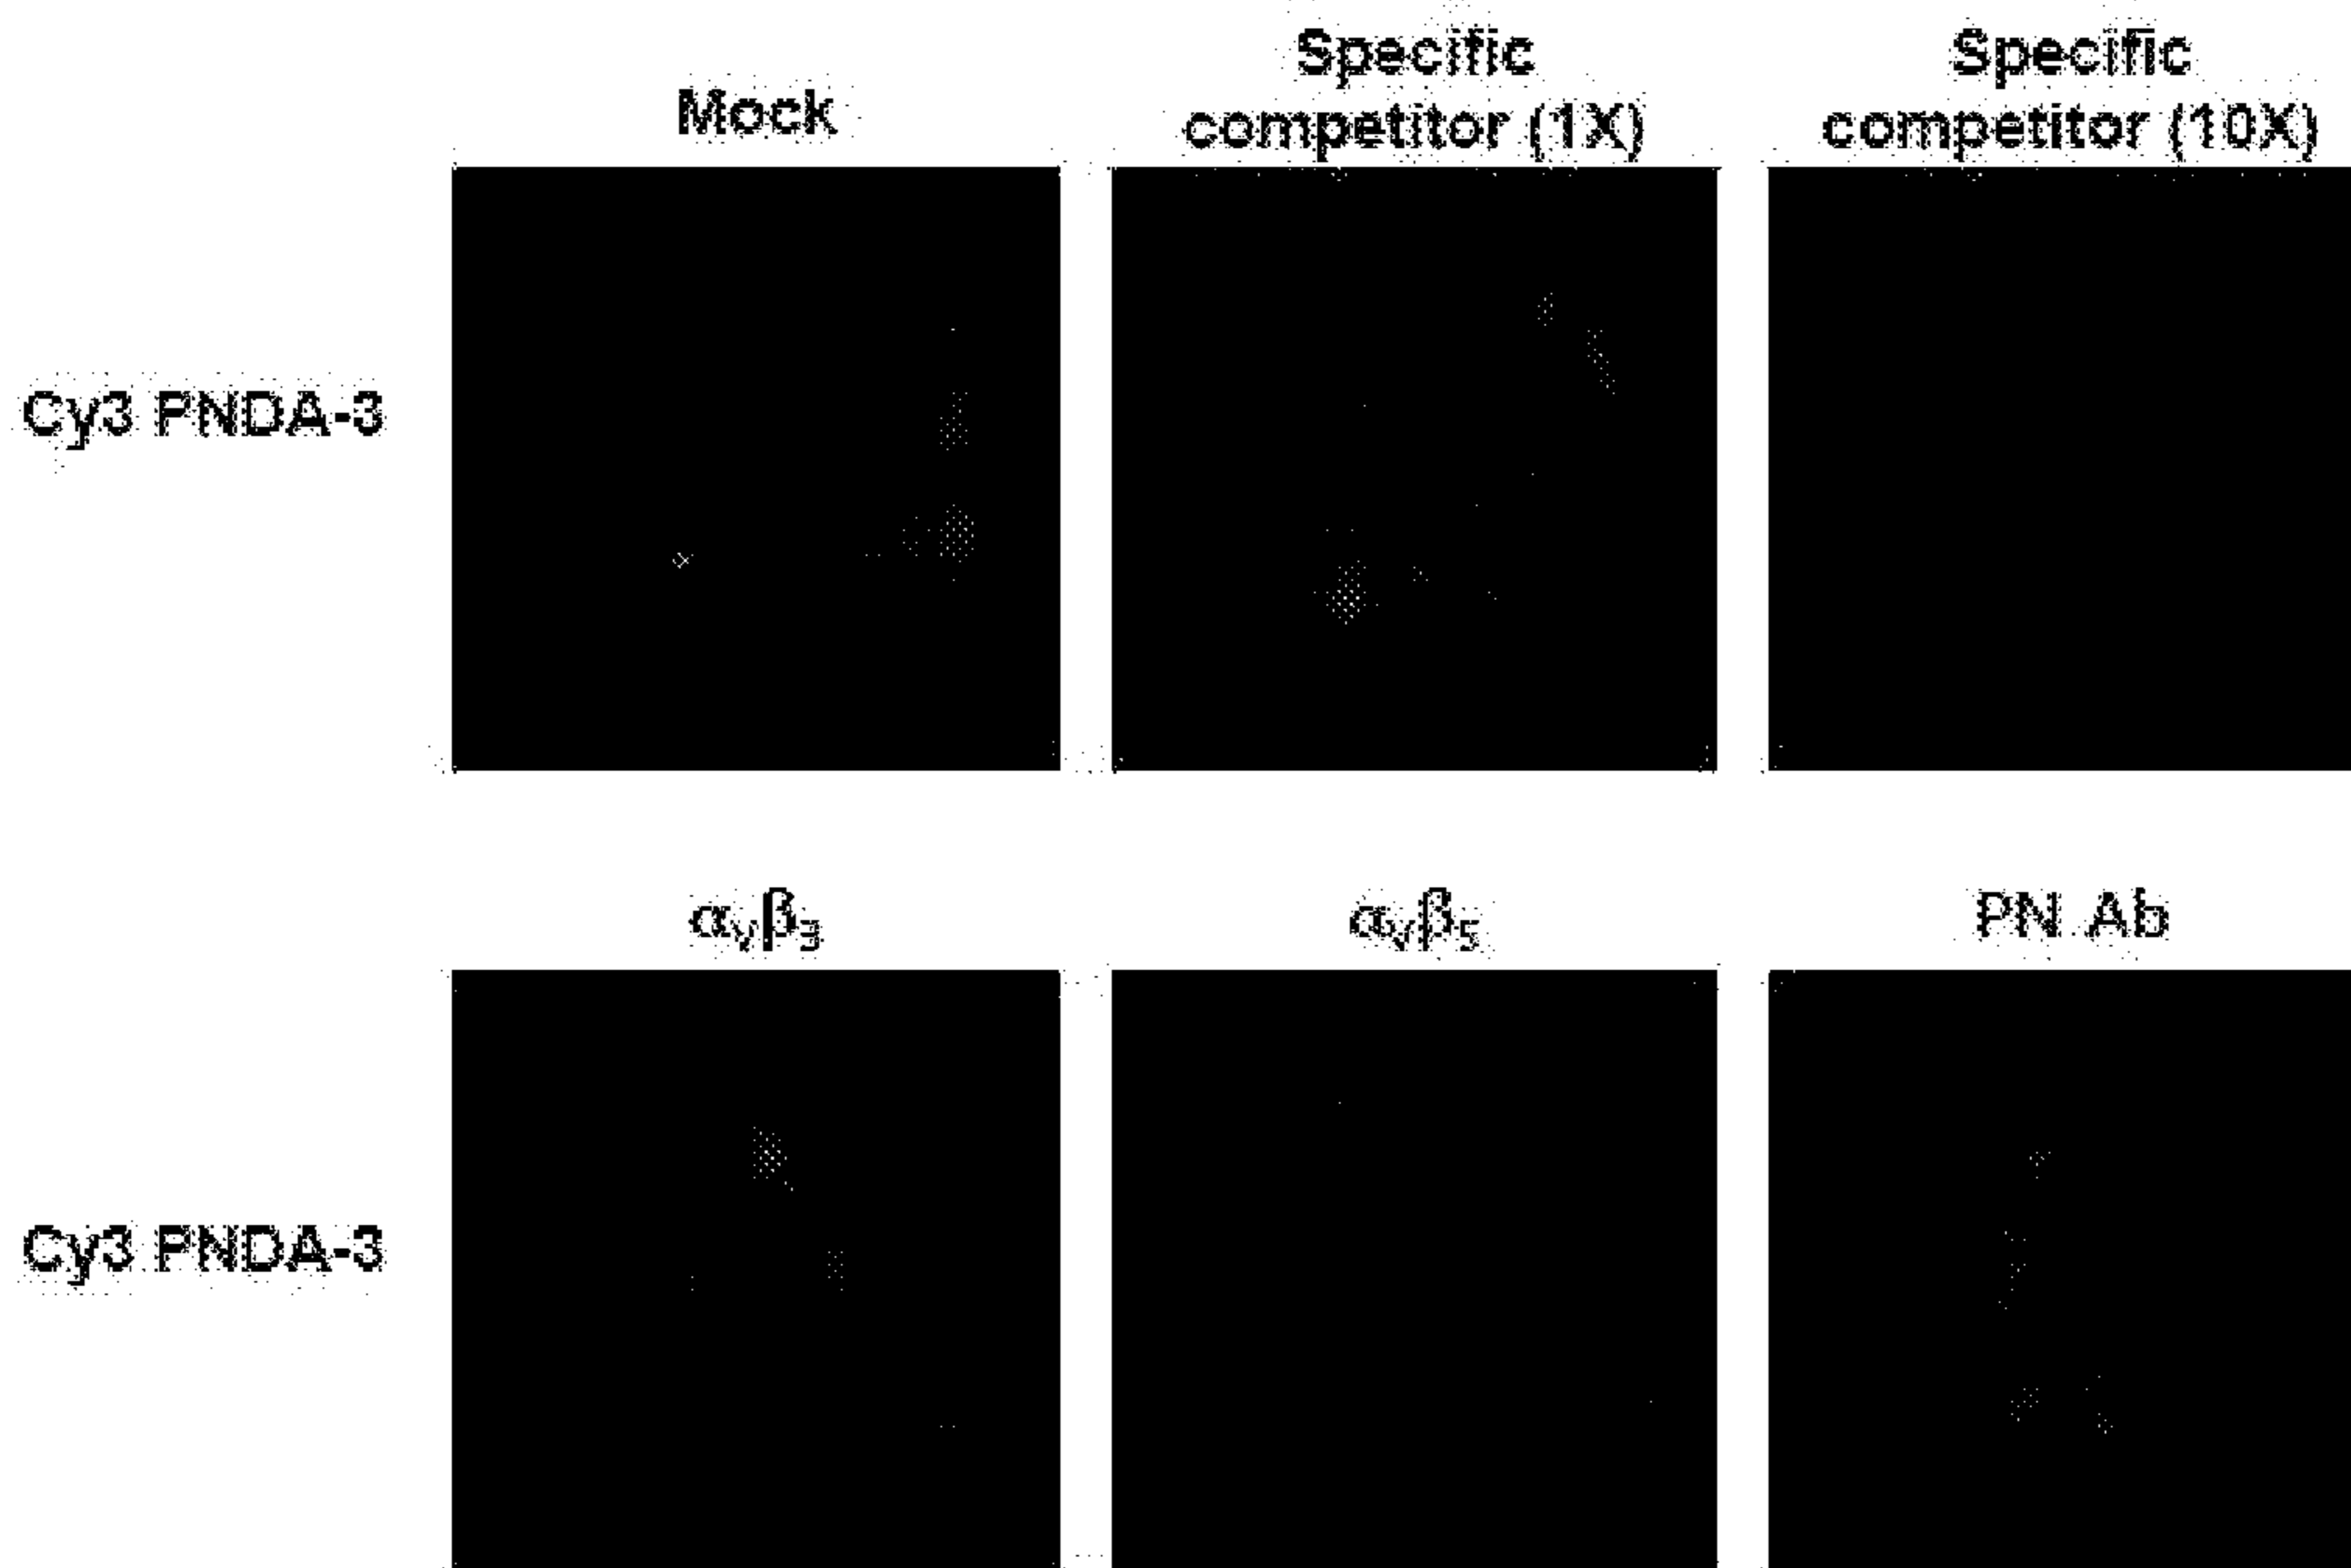 Mock
Specific
competitor (1X)
Specific
competitor (10X)
Cy3 PNDA-3
αvβ3
αvβ5
PN Ab
Cy3 PNDA-3